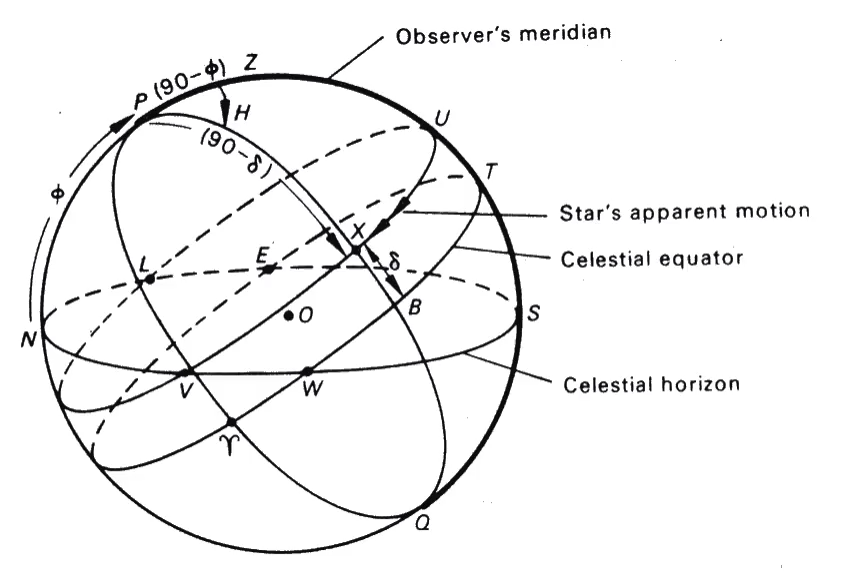 Observer's meridian
P (90–ϕ) Z
H
(90–δ)
U
T
ϕ
Star's apparent motion
X
L
E
δ
Celestial equator
B
O
S
N
Celestial horizon
V
W
♈
Q